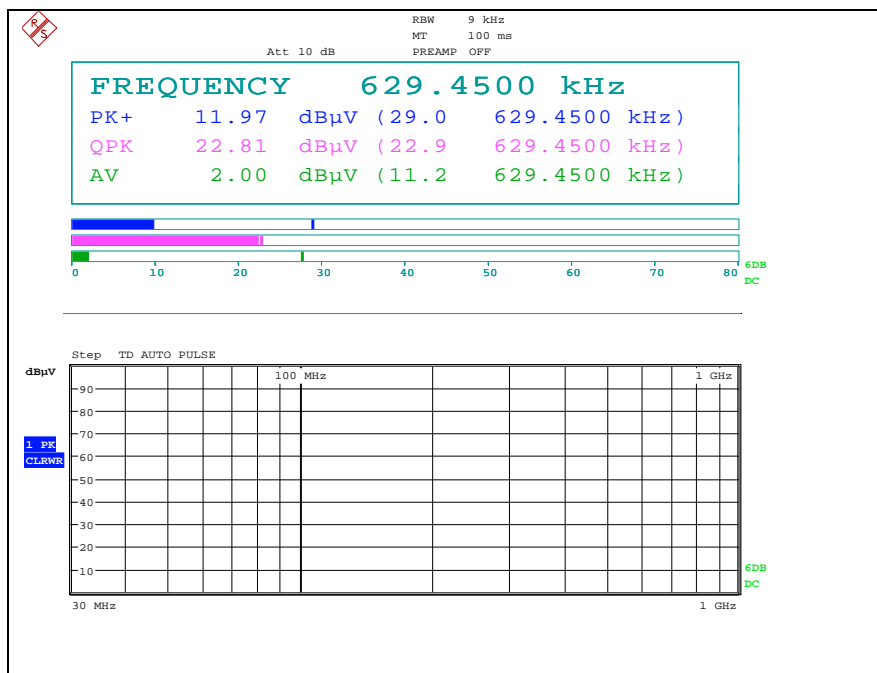 R S
RBW 9 kHz
MT 100 ms
Att 10 dB PREAMP OFF
FREQUENCY 629.4500 kHz
PK+ 11.97 dBµV (29.0 629.4500 kHz)
QPK 22.81 dBµV (22.9 629.4500 kHz)
AV 2.00 dBµV (11.2 629.4500 kHz)
0 10 20 30 40 50 60 70 80
6DB
DC
Step TD AUTO PULSE
dBµV
100 MHz 1 GHz
90
80
70
1 PK
CLRWR
60
50
40
30
20
10
6DB
DC
30 MHz 1 GHz